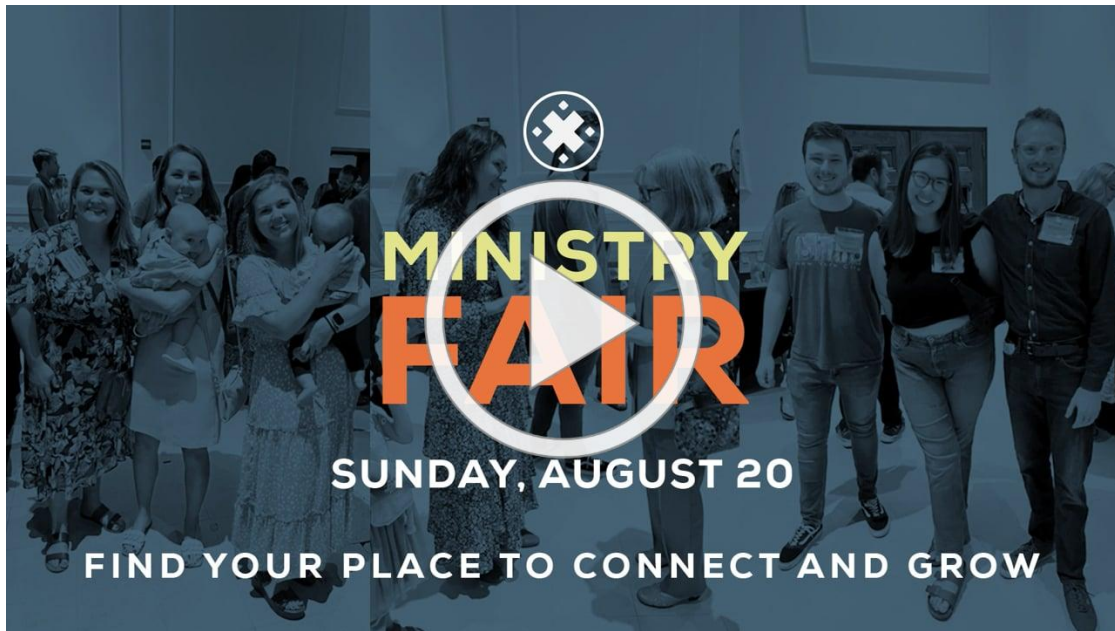 MINISTRY
FAIR
SUNDAY, AUGUST 20
FIND YOUR PLACE TO CONNECT AND GROW